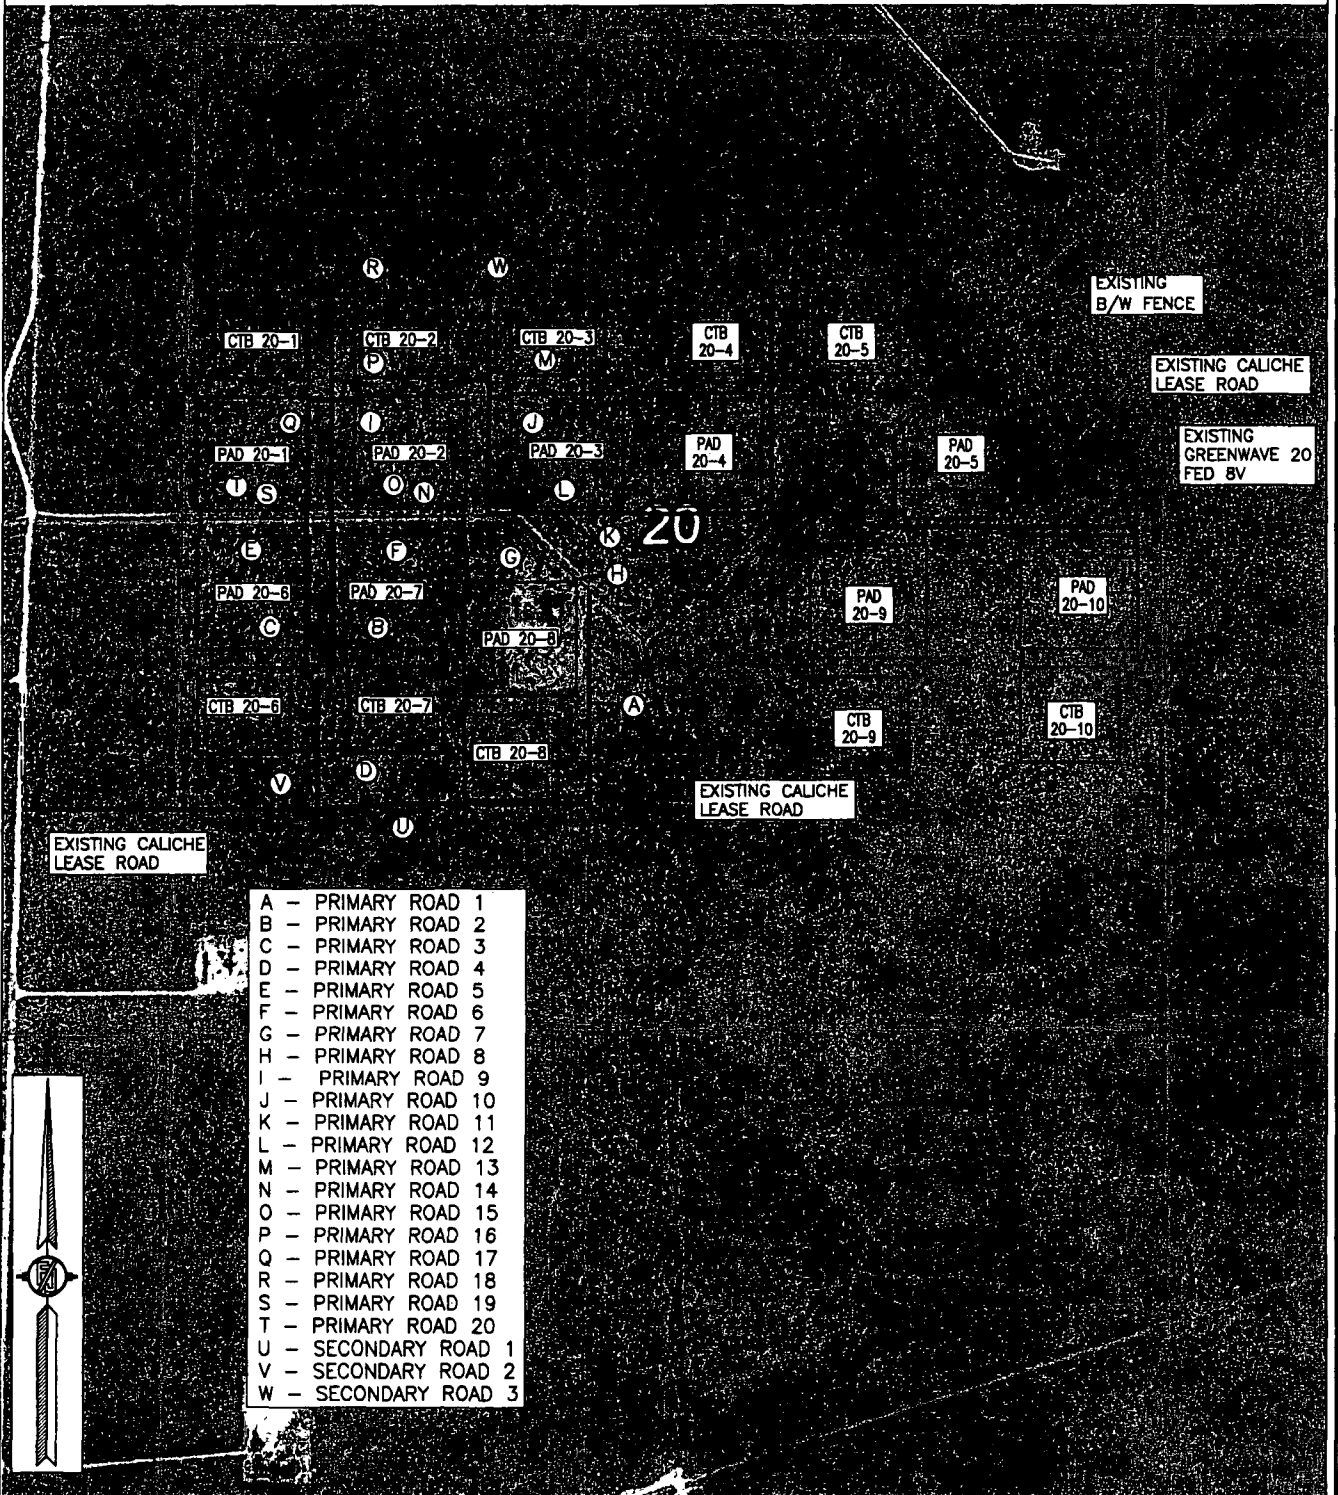 R
W
EXISTING
B/W FENCE
CTB 20-1
CTB 20-2
CTB 20-3
CTB
20-4
CTB
20-5
P
M
EXISTING CALICHE
LEASE ROAD
Q
I
J
PAD 20-1
PAD 20-2
PAD 20-3
PAD
20-4
PAD
20-5
EXISTING
GREENWAVE 20
FED 8V
T
S
O
N
L
K
20
E
F
G
H
PAD 20-6
PAD 20-7
PAD 20-8
PAD
20-9
PAD
20-10
C
B
CTB 20-6
CTB 20-7
A
CTB
20-9
CTB
20-10
CTB 20-8
V
D
EXISTING CALICHE
LEASE ROAD
U
EXISTING CALICHE
LEASE ROAD
A - PRIMARY ROAD 1
B - PRIMARY ROAD 2
C - PRIMARY ROAD 3
D - PRIMARY ROAD 4
E - PRIMARY ROAD 5
F - PRIMARY ROAD 6
G - PRIMARY ROAD 7
H - PRIMARY ROAD 8
I - PRIMARY ROAD 9
J - PRIMARY ROAD 10
K - PRIMARY ROAD 11
L - PRIMARY ROAD 12
M - PRIMARY ROAD 13
N - PRIMARY ROAD 14
O - PRIMARY ROAD 15
P - PRIMARY ROAD 16
Q - PRIMARY ROAD 17
R - PRIMARY ROAD 18
S - PRIMARY ROAD 19
T - PRIMARY ROAD 20
U - SECONDARY ROAD 1
V - SECONDARY ROAD 2
W - SECONDARY ROAD 3